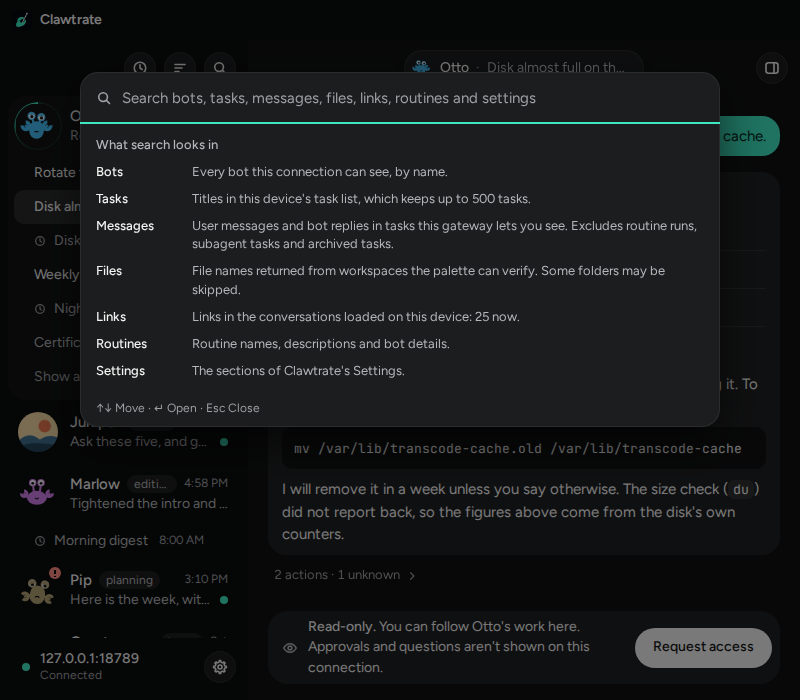 Clawtrate
Otto · Disk almost full on th…
Search bots, tasks, messages, files, links, routines and settings
What search looks in
Bots Every bot this connection can see, by name.
Tasks Titles in this device's task list, which keeps up to 500 tasks.
Messages User messages and bot replies in tasks this gateway lets you see. Excludes routine runs,
subagent tasks and archived tasks.
Files File names returned from workspaces the palette can verify. Some folders may be
skipped.
Links Links in the conversations loaded on this device: 25 now.
Routines Routine names, descriptions and bot details.
Settings The sections of Clawtrate's Settings.
↑↓ Move · ↵ Open · Esc Close
Rotate
Disk
Weekly
Show
Ask these five, and g…
Marlow editi… 4:58 PM
Tightened the intro and …
Morning digest 8:00 AM
Pip planning 3:10 PM
Here is the week, wit…
127.0.0.1:18789
Connected
cache.
it. To
mv /var/lib/transcode-cache.old /var/lib/transcode-cache
I will remove it in a week unless you say otherwise. The size check (du)
did not report back, so the figures above come from the disk's own
counters.
2 actions · 1 unknown
Read-only. You can follow Otto's work here.
Approvals and questions aren't shown on this
connection.
Request access